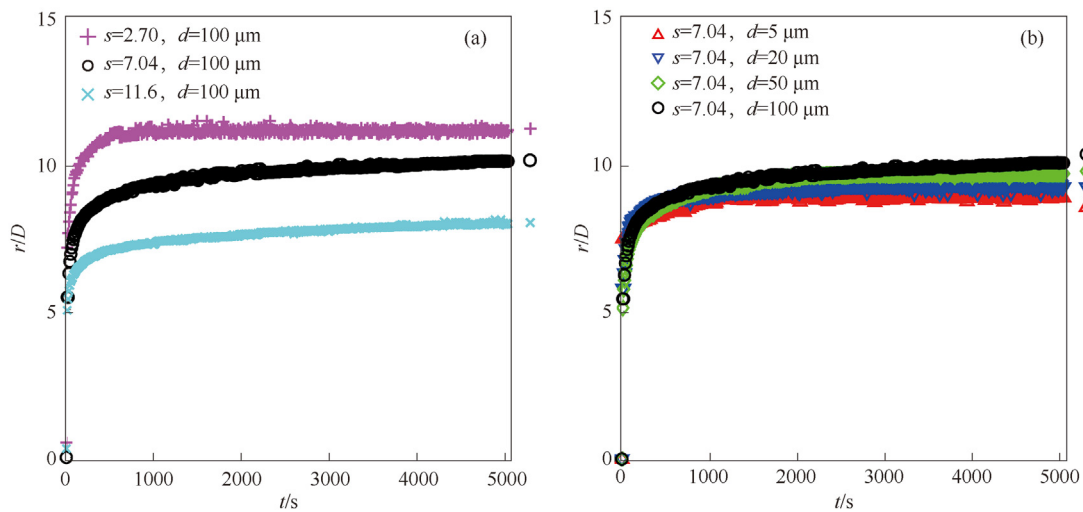 15
(a)
s=2.70, d=100 μm
s=7.04, d=100 μm
s=11.6, d=100 μm
10
r/D
5
0
0 1000 2000 3000 4000 5000
t/s
15
(b)
s=7.04, d=5 μm
s=7.04, d=20 μm
s=7.04, d=50 μm
s=7.04, d=100 μm
10
r/D
5
0
0 1000 2000 3000 4000 5000
t/s